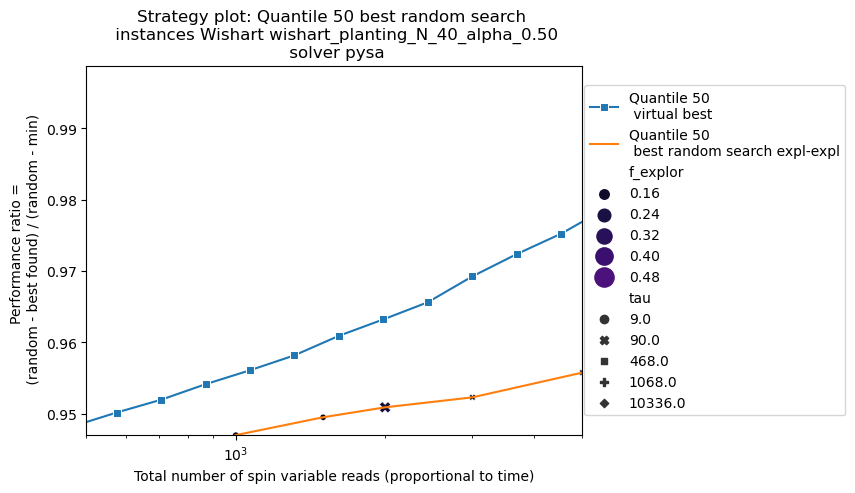 Strategy plot: Quantile 50 best random search
instances Wishart wishart_planting_N_40_alpha_0.50
solver pysa
Performance ratio =
(random - best found) / (random - min)
0.99
0.98
0.97
0.96
0.95
10^3
Total number of spin variable reads (proportional to time)
Quantile 50
virtual best
Quantile 50
best random search expl-expl
f_explor
0.16
0.24
0.32
0.40
0.48
tau
9.0
90.0
468.0
1068.0
10336.0